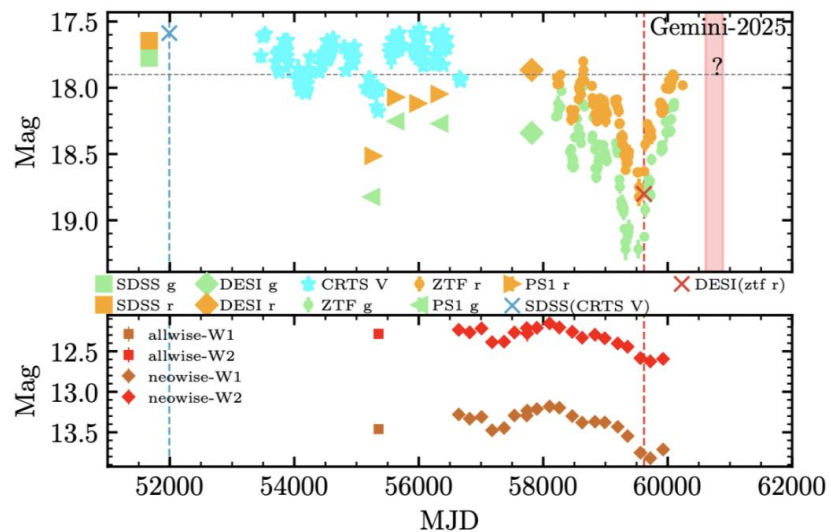 17.5
Gemini-2025
?
18.0
18.5
19.0
Mag
SDSS g DESI g CRTS V ZTF r PS1 r DESI(ztf r)
SDSS r DESI r ZTF g PS1 g SDSS(CRTS V)
allwise-W1
allwise-W2
neowise-W1
neowise-W2
12.5
13.0
13.5
Mag
52000 54000 56000 58000 60000 62000
MJD